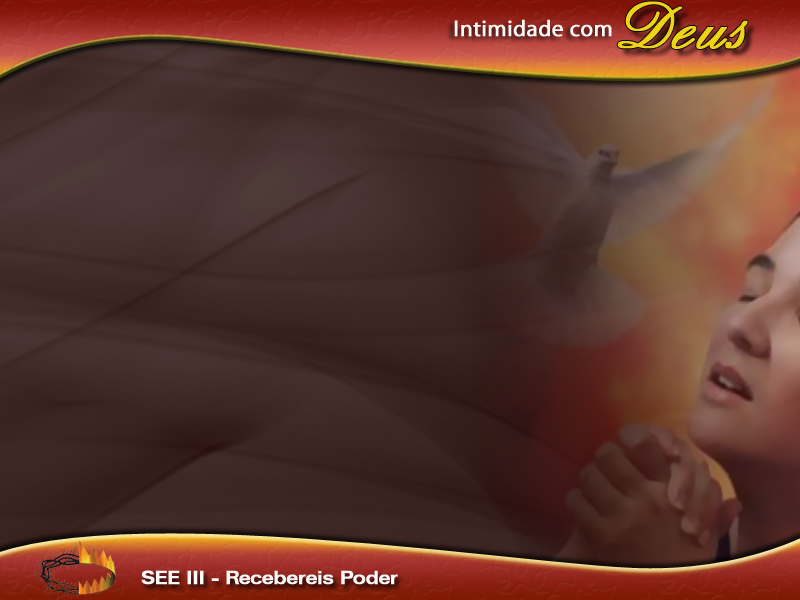 Intimidade com Deus
SEE III - Recebereis Poder